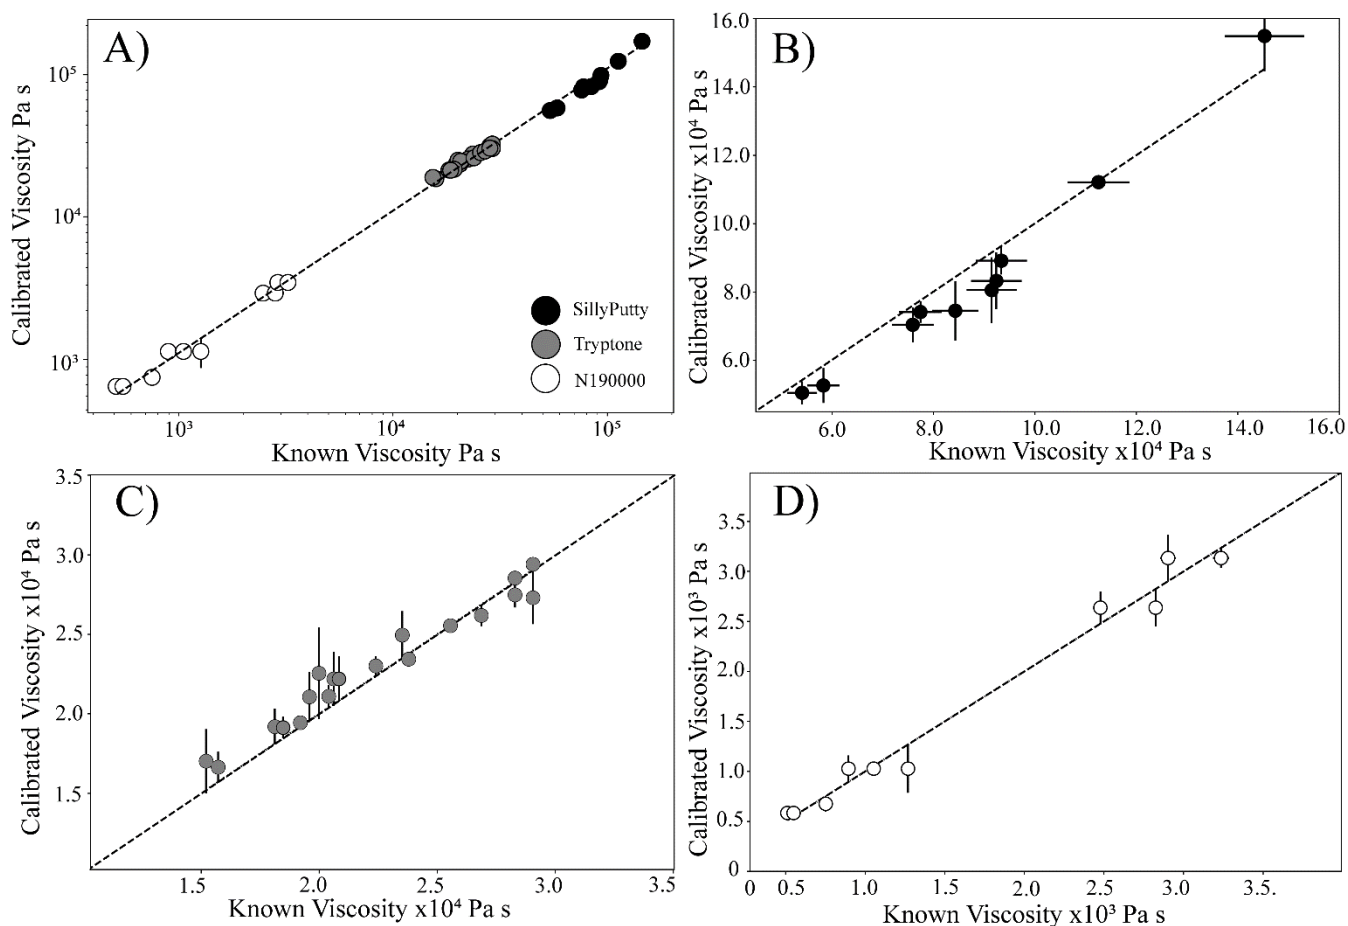 A)
Calibrated Viscosity Pa s
10⁵
10⁴
10³
SillyPutty
Tryptone
N190000
10³ 10⁴ 10⁵
Known Viscosity Pa s
B)
Calibrated Viscosity x10⁴ Pa s
16.0
14.0
12.0
10.0
8.0
6.0
6.0 8.0 10.0 12.0 14.0 16.0
Known Viscosity x10⁴ Pa s
C)
Calibrated Viscosity x10⁴ Pa s
3.5
3.0
2.5
2.0
1.5
1.5 2.0 2.5 3.0 3.5
Known Viscosity x10⁴ Pa s
D)
Calibrated Viscosity x10³ Pa s
3.5
3.0
2.5
2.0
1.5
1.0
0.5
0
0 0.5 1.0 2.0 2.5 3.0 3.5.
Known Viscosity x10³ Pa s